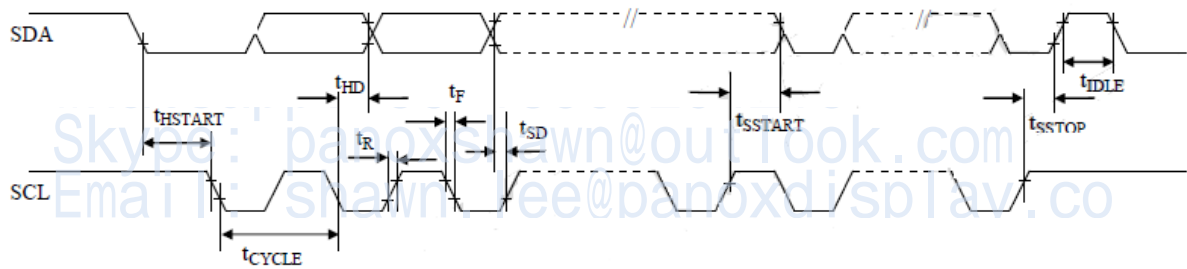 SDA
tHD
tF
tIDLE
tHSTART
tR
tSD
tSSTART
tSSTOP
Skype: panoxshawn@outlook.com
SCL
Email: shawn.lee@panoxdisplay.co
tCYCLE